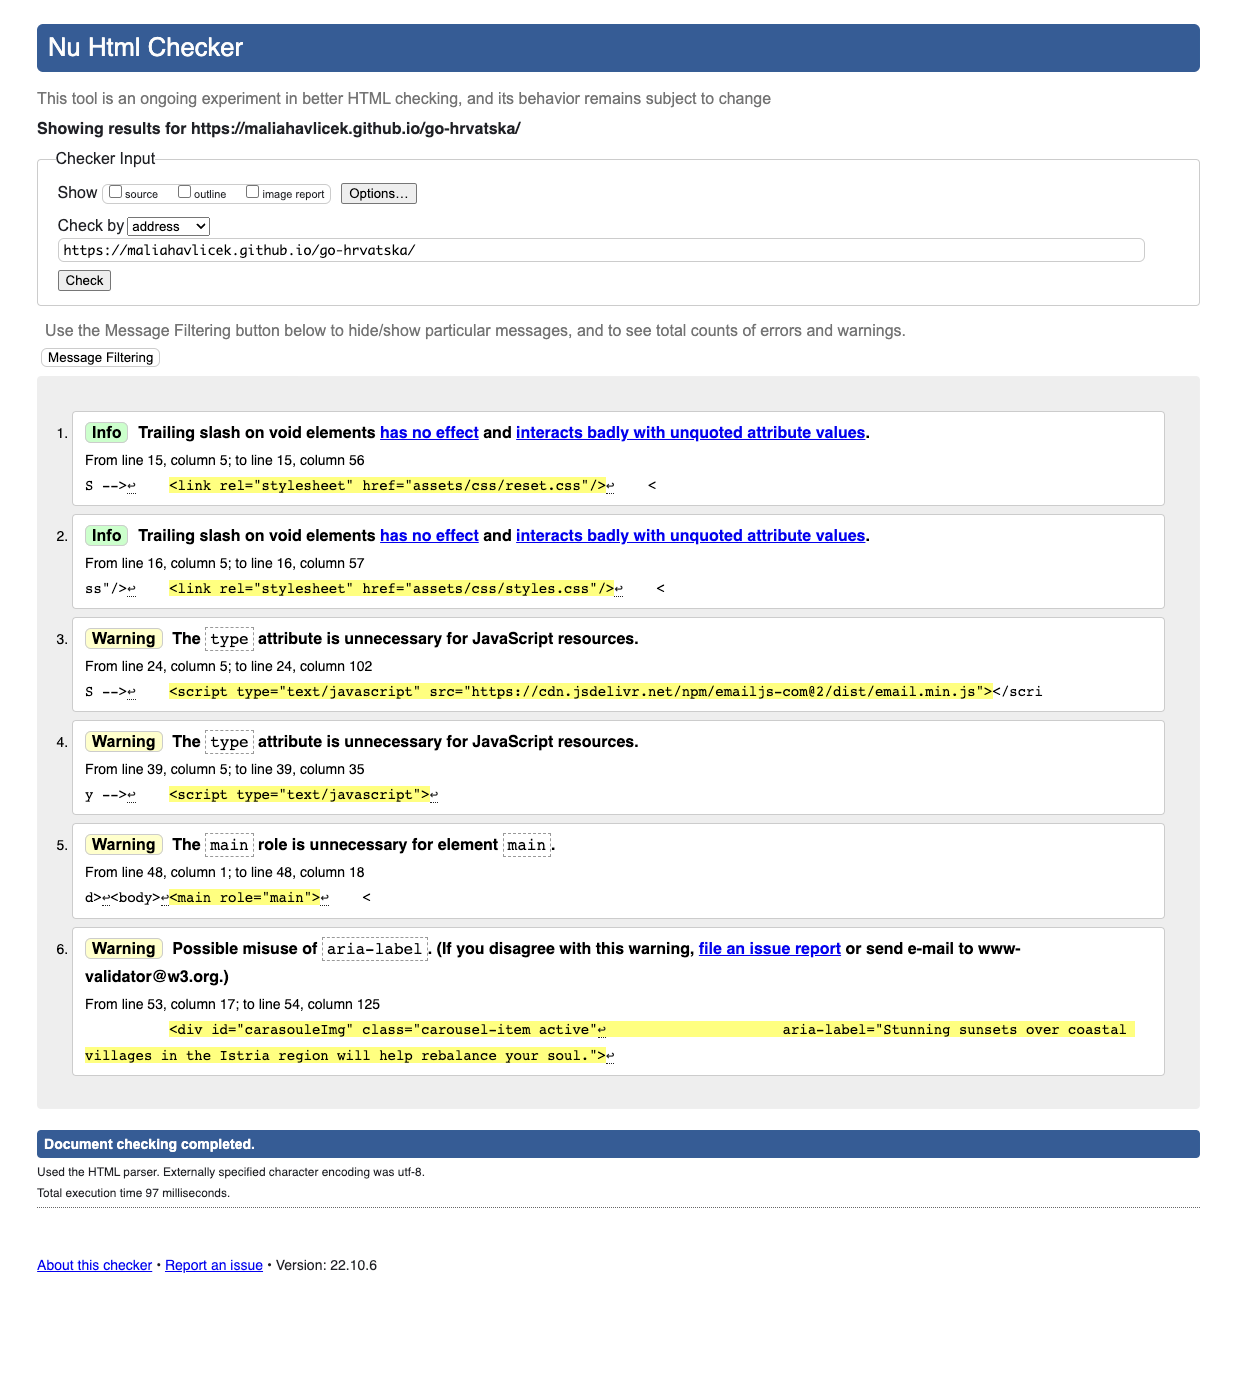 Nu Html Checker
This tool is an ongoing experiment in better HTML checking, and its behavior remains subject to change
Showing results for https://maliahavlicek.github.io/go-hrvatska/
Checker Input
Show source outline image report Options...
Check by address
https://maliahavlicek.github.io/go-hrvatska/
Check
Use the Message Filtering button below to hide/show particular messages, and to see total counts of errors and warnings.
Message Filtering
1. Info Trailing slash on void elements has no effect and interacts badly with unquoted attribute values.
From line 15, column 5; to line 15, column 56
S -->↩    <link rel="stylesheet" href="assets/css/reset.css"/>↩    <
2. Info Trailing slash on void elements has no effect and interacts badly with unquoted attribute values.
From line 16, column 5; to line 16, column 57
ss"/>↩    <link rel="stylesheet" href="assets/css/styles.css"/>↩    <
3. Warning The type attribute is unnecessary for JavaScript resources.
From line 24, column 5; to line 24, column 102
S -->↩    <script type="text/javascript" src="https://cdn.jsdelivr.net/npm/emailjs-com@2/dist/email.min.js"></scri
4. Warning The type attribute is unnecessary for JavaScript resources.
From line 39, column 5; to line 39, column 35
y -->↩    <script type="text/javascript">↩
5. Warning The main role is unnecessary for element main.
From line 48, column 1; to line 48, column 18
d>↩<body>↩<main role="main">↩    <
6. Warning Possible misuse of aria-label. (If you disagree with this warning, file an issue report or send e-mail to www-
validator@w3.org.)
From line 53, column 17; to line 54, column 125
<div id="carasouleImg" class="carousel-item active"↩                     aria-label="Stunning sunsets over coastal
villages in the Istria region will help rebalance your soul.">↩
Document checking completed.
Used the HTML parser. Externally specified character encoding was utf-8.
Total execution time 97 milliseconds.
About this checker • Report an issue • Version: 22.10.6